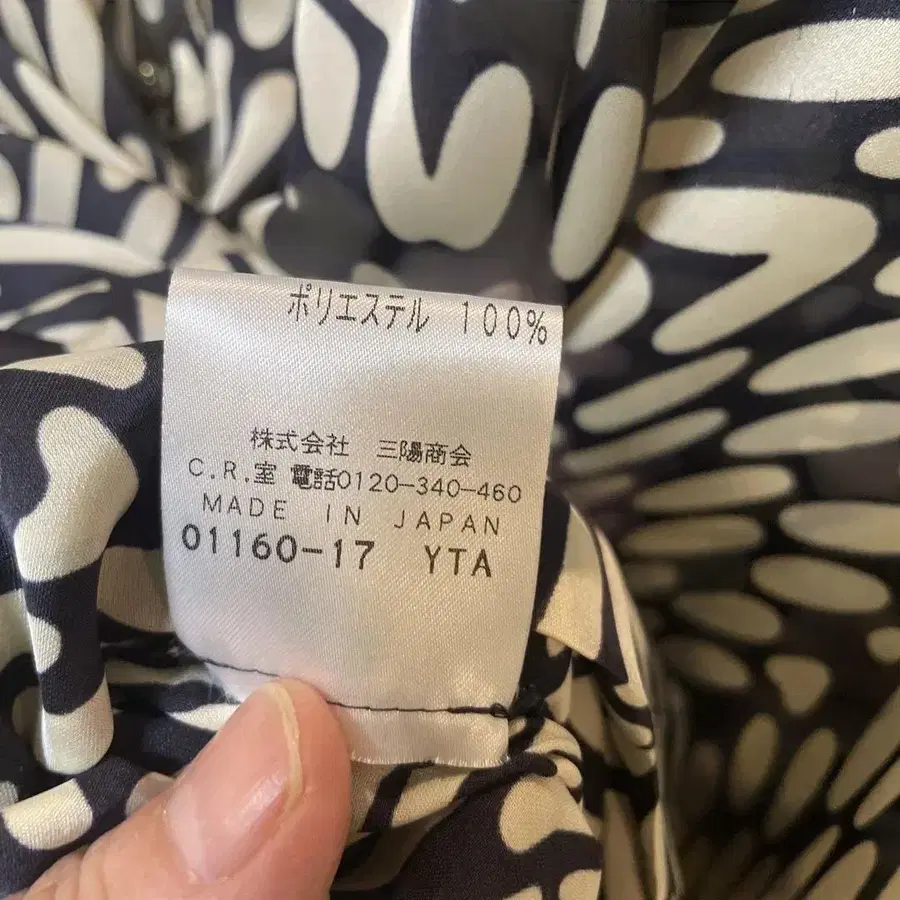 ポリエステル 100%
株式会社 三陽商会
C.R.室 電話0120-340-460
MADE IN JAPAN
01160-17 YTA